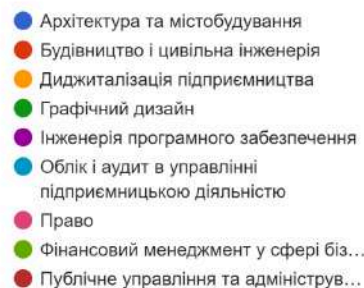 Архітектура та містобудування
Будівництво і цивільна інженерія
Диджиталізація підприємництва
Графічний дизайн
Інженерія програмного забезпечення
Облік і аудит в управлінні
підприємницькою діяльністю
Право
Фінансовий менеджмент у сфері біз...
Публічне управління та адмініструв...